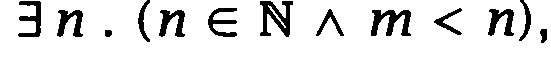 ∃ n . (n ∈ ℕ ∧ m < n),